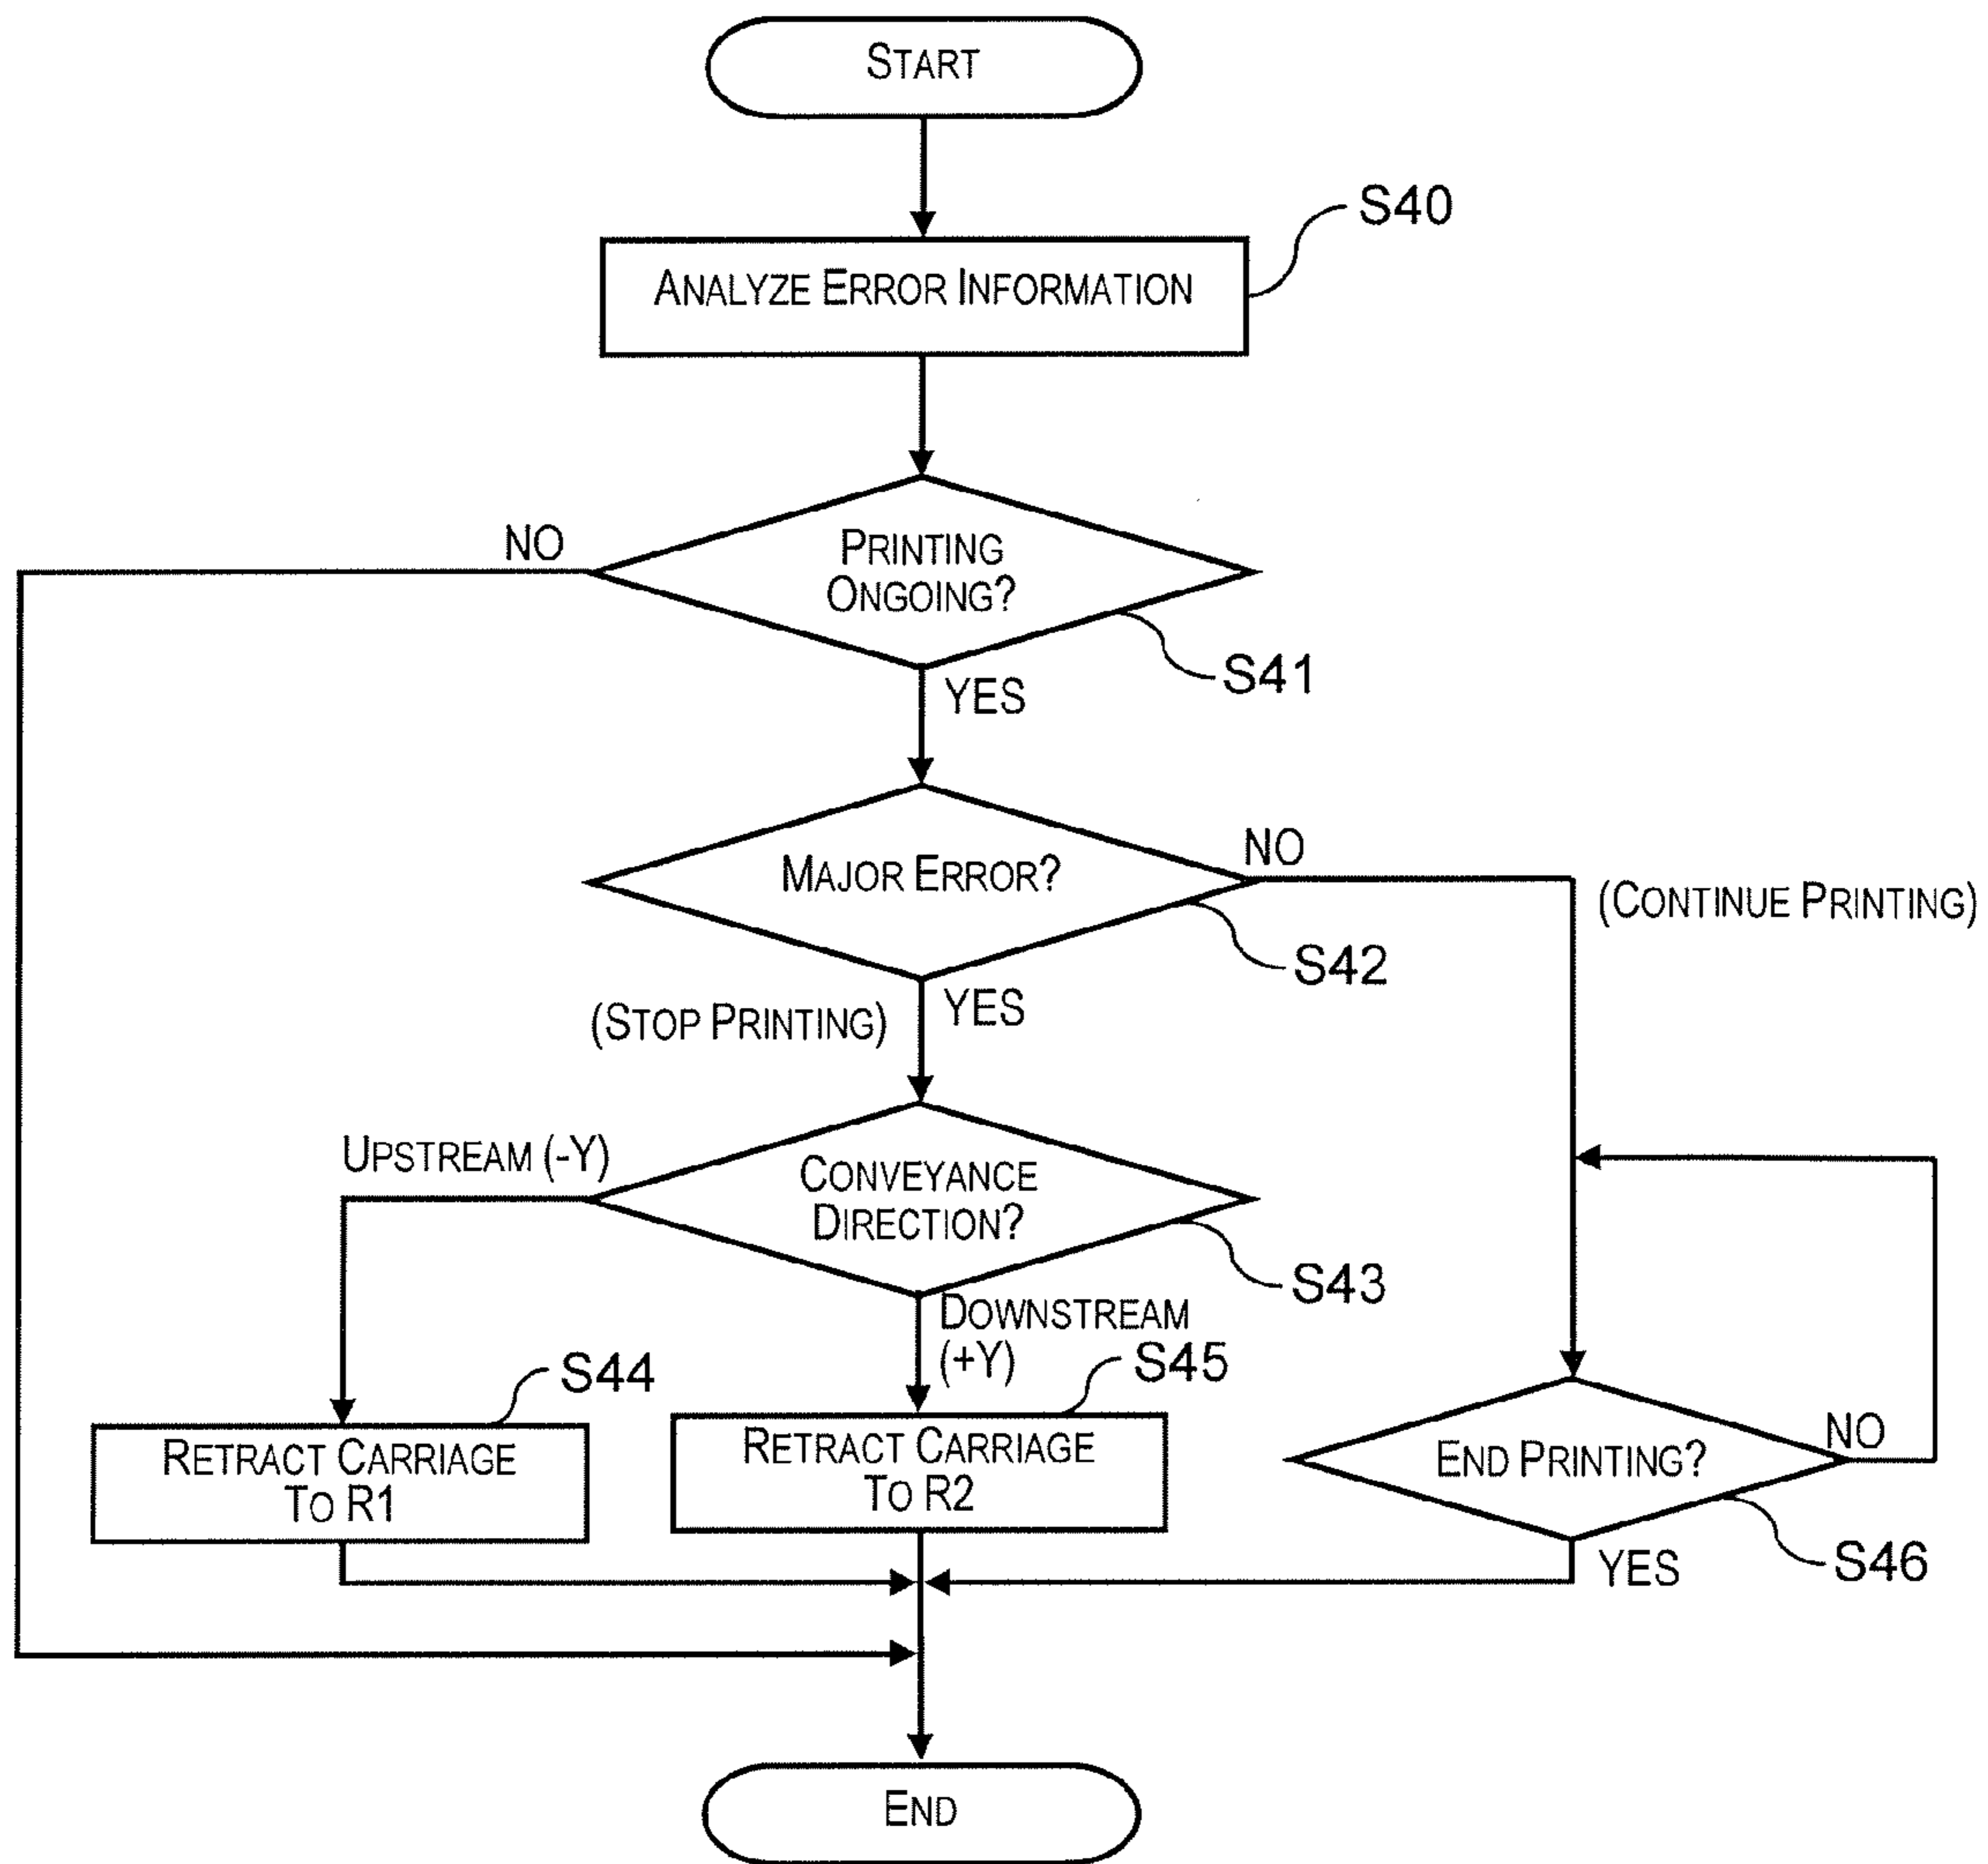 START
S40
ANALYZE ERROR INFORMATION
NO
PRINTING
ONGOING?
S41
YES
MAJOR ERROR?
NO
(CONTINUE PRINTING)
S42
(STOP PRINTING)
YES
UPSTREAM (-Y)
CONVEYANCE
DIRECTION?
S43
DOWNSTREAM
(+Y)
S44
S45
RETRACT CARRIAGE
TO R1
RETRACT CARRIAGE
TO R2
END PRINTING?
NO
YES
S46
END